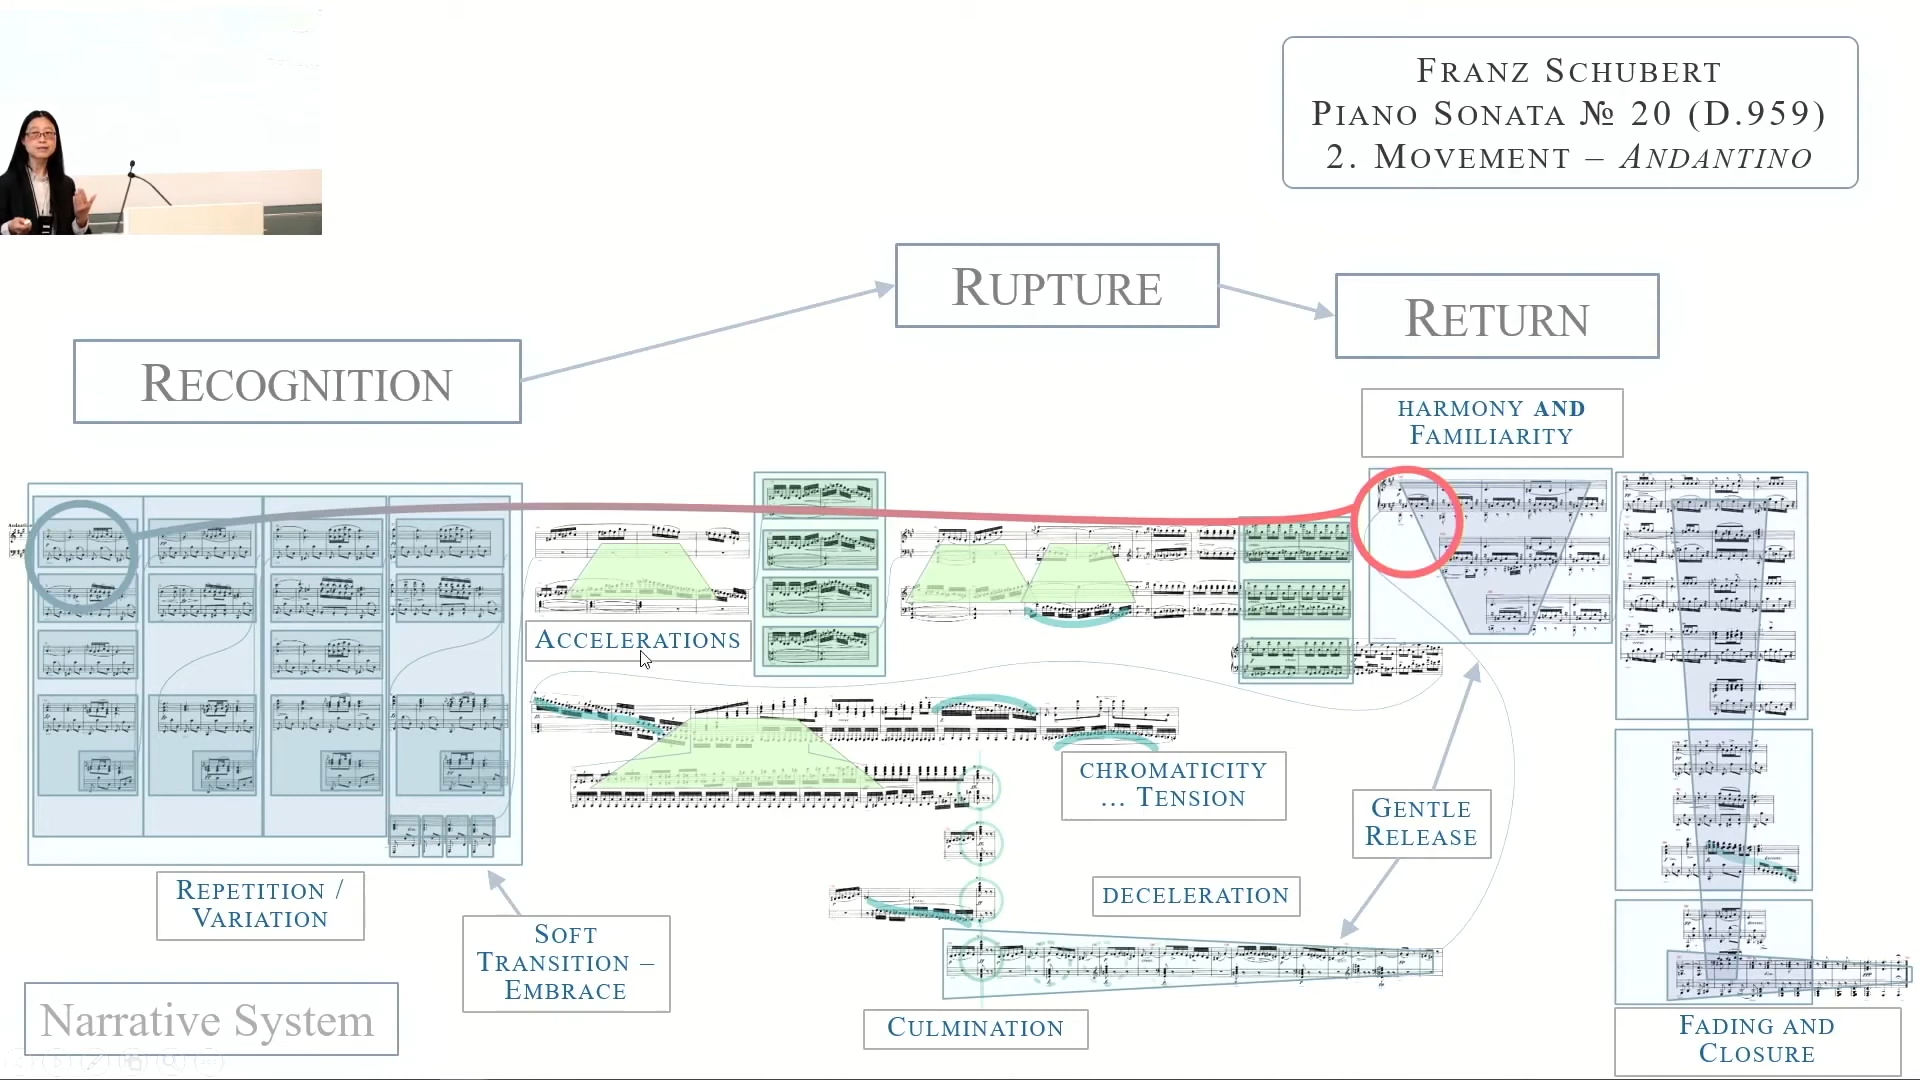 FRANZ SCHUBERT
PIANO SONATA № 20 (D.959)
2. MOVEMENT – ANDANTINO
RUPTURE
RETURN
RECOGNITION
HARMONY AND
FAMILIARITY
ACCELERATIONS
CHROMATICITY
... TENSION
GENTLE
RELEASE
REPETITION /
VARIATION
DECELERATION
SOFT
TRANSITION –
EMBRACE
Narrative System
CULMINATION
FADING AND
CLOSURE